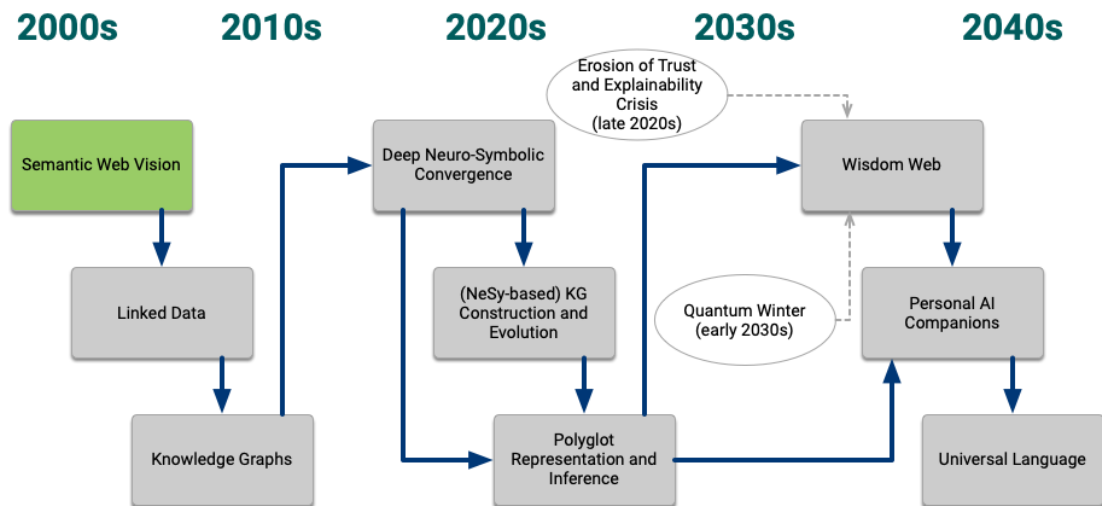 2000s
2010s
2020s
2030s
2040s
Erosion of Trust
and Explainability
Crisis
(late 2020s)
Semantic Web Vision
Deep Neuro-Symbolic
Convergence
Wisdom Web
Linked Data
(NeSy-based) KG
Construction and
Evolution
Quantum Winter
(early 2030s)
Personal AI
Companions
Knowledge Graphs
Polyglot
Representation and
Inference
Universal Language